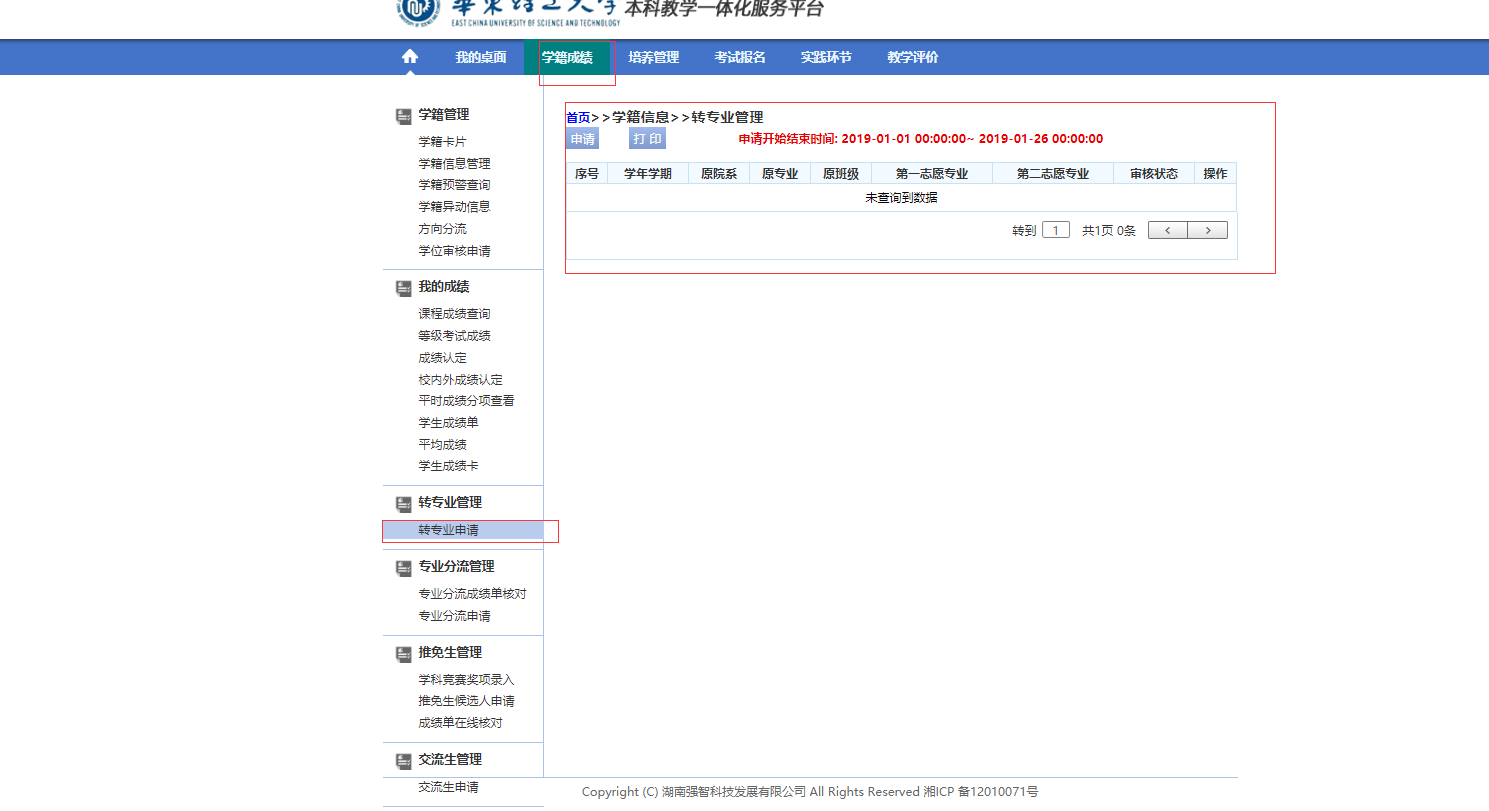 華东理工大学 本科教学一体化服务平台
EAST CHINA UNIVERSITY OF SCIENCE AND TECHNOLOGY
我的桌面 学籍成绩 培养管理 考试报名 实践环节 教学评价
学籍管理
学籍卡片
学籍信息管理
学籍预警查询
学籍异动信息
方向分流
学位审核申请
我的成绩
课程成绩查询
等级考试成绩
成绩认定
校内外成绩认定
平时成绩分项查看
学生成绩单
平均成绩
学生成绩卡
转专业管理
转专业申请
专业分流管理
专业分流成绩单核对
专业分流申请
推免生管理
学科竞赛奖项录入
推免生候选人申请
成绩单在线核对
交流生管理
交流生申请
首页>>学籍信息>>转专业管理
申请 打 印 申请开始结束时间: 2019-01-01 00:00:00~ 2019-01-26 00:00:00
序号 学年学期 原院系 原专业 原班级 第一志愿专业 第二志愿专业 审核状态 操作
未查询到数据
转到 1 共1页 0条 < >
Copyright (C) 湖南强智科技发展有限公司 All Rights Reserved 湘ICP 备12010071号